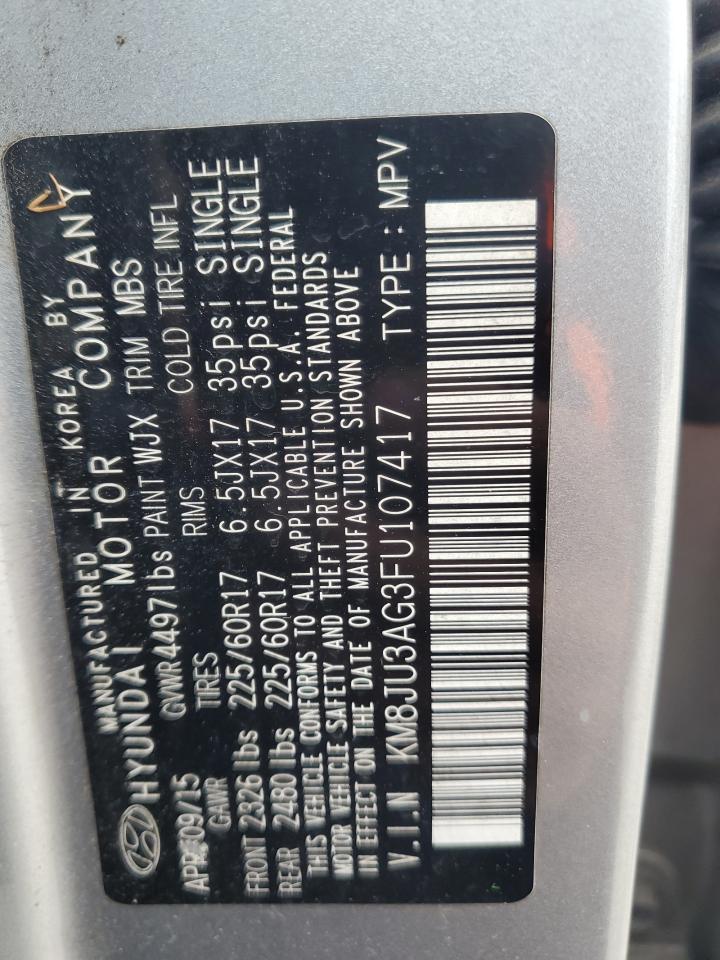 MANUFACTURED IN KOREA BY
HYUNDAI MOTOR COMPANY
APR/09/15 GVWR 4497 lbs PAINT WJX TRIM MBS
GAWR TIRES RIMS COLD TIRE INFL
FRONT 2326 lbs 225/60R17 6.5JX17 35psi SINGLE
REAR 2480 lbs 225/60R17 6.5JX17 35psi SINGLE
THIS VEHICLE CONFORMS TO ALL APPLICABLE U.S.A. FEDERAL
MOTOR VEHICLE SAFETY AND THEFT PREVENTION STANDARDS
IN EFFECT ON THE DATE OF MANUFACTURE SHOWN ABOVE
V.I.N KM8JU3AG3FU107417 TYPE : MPV